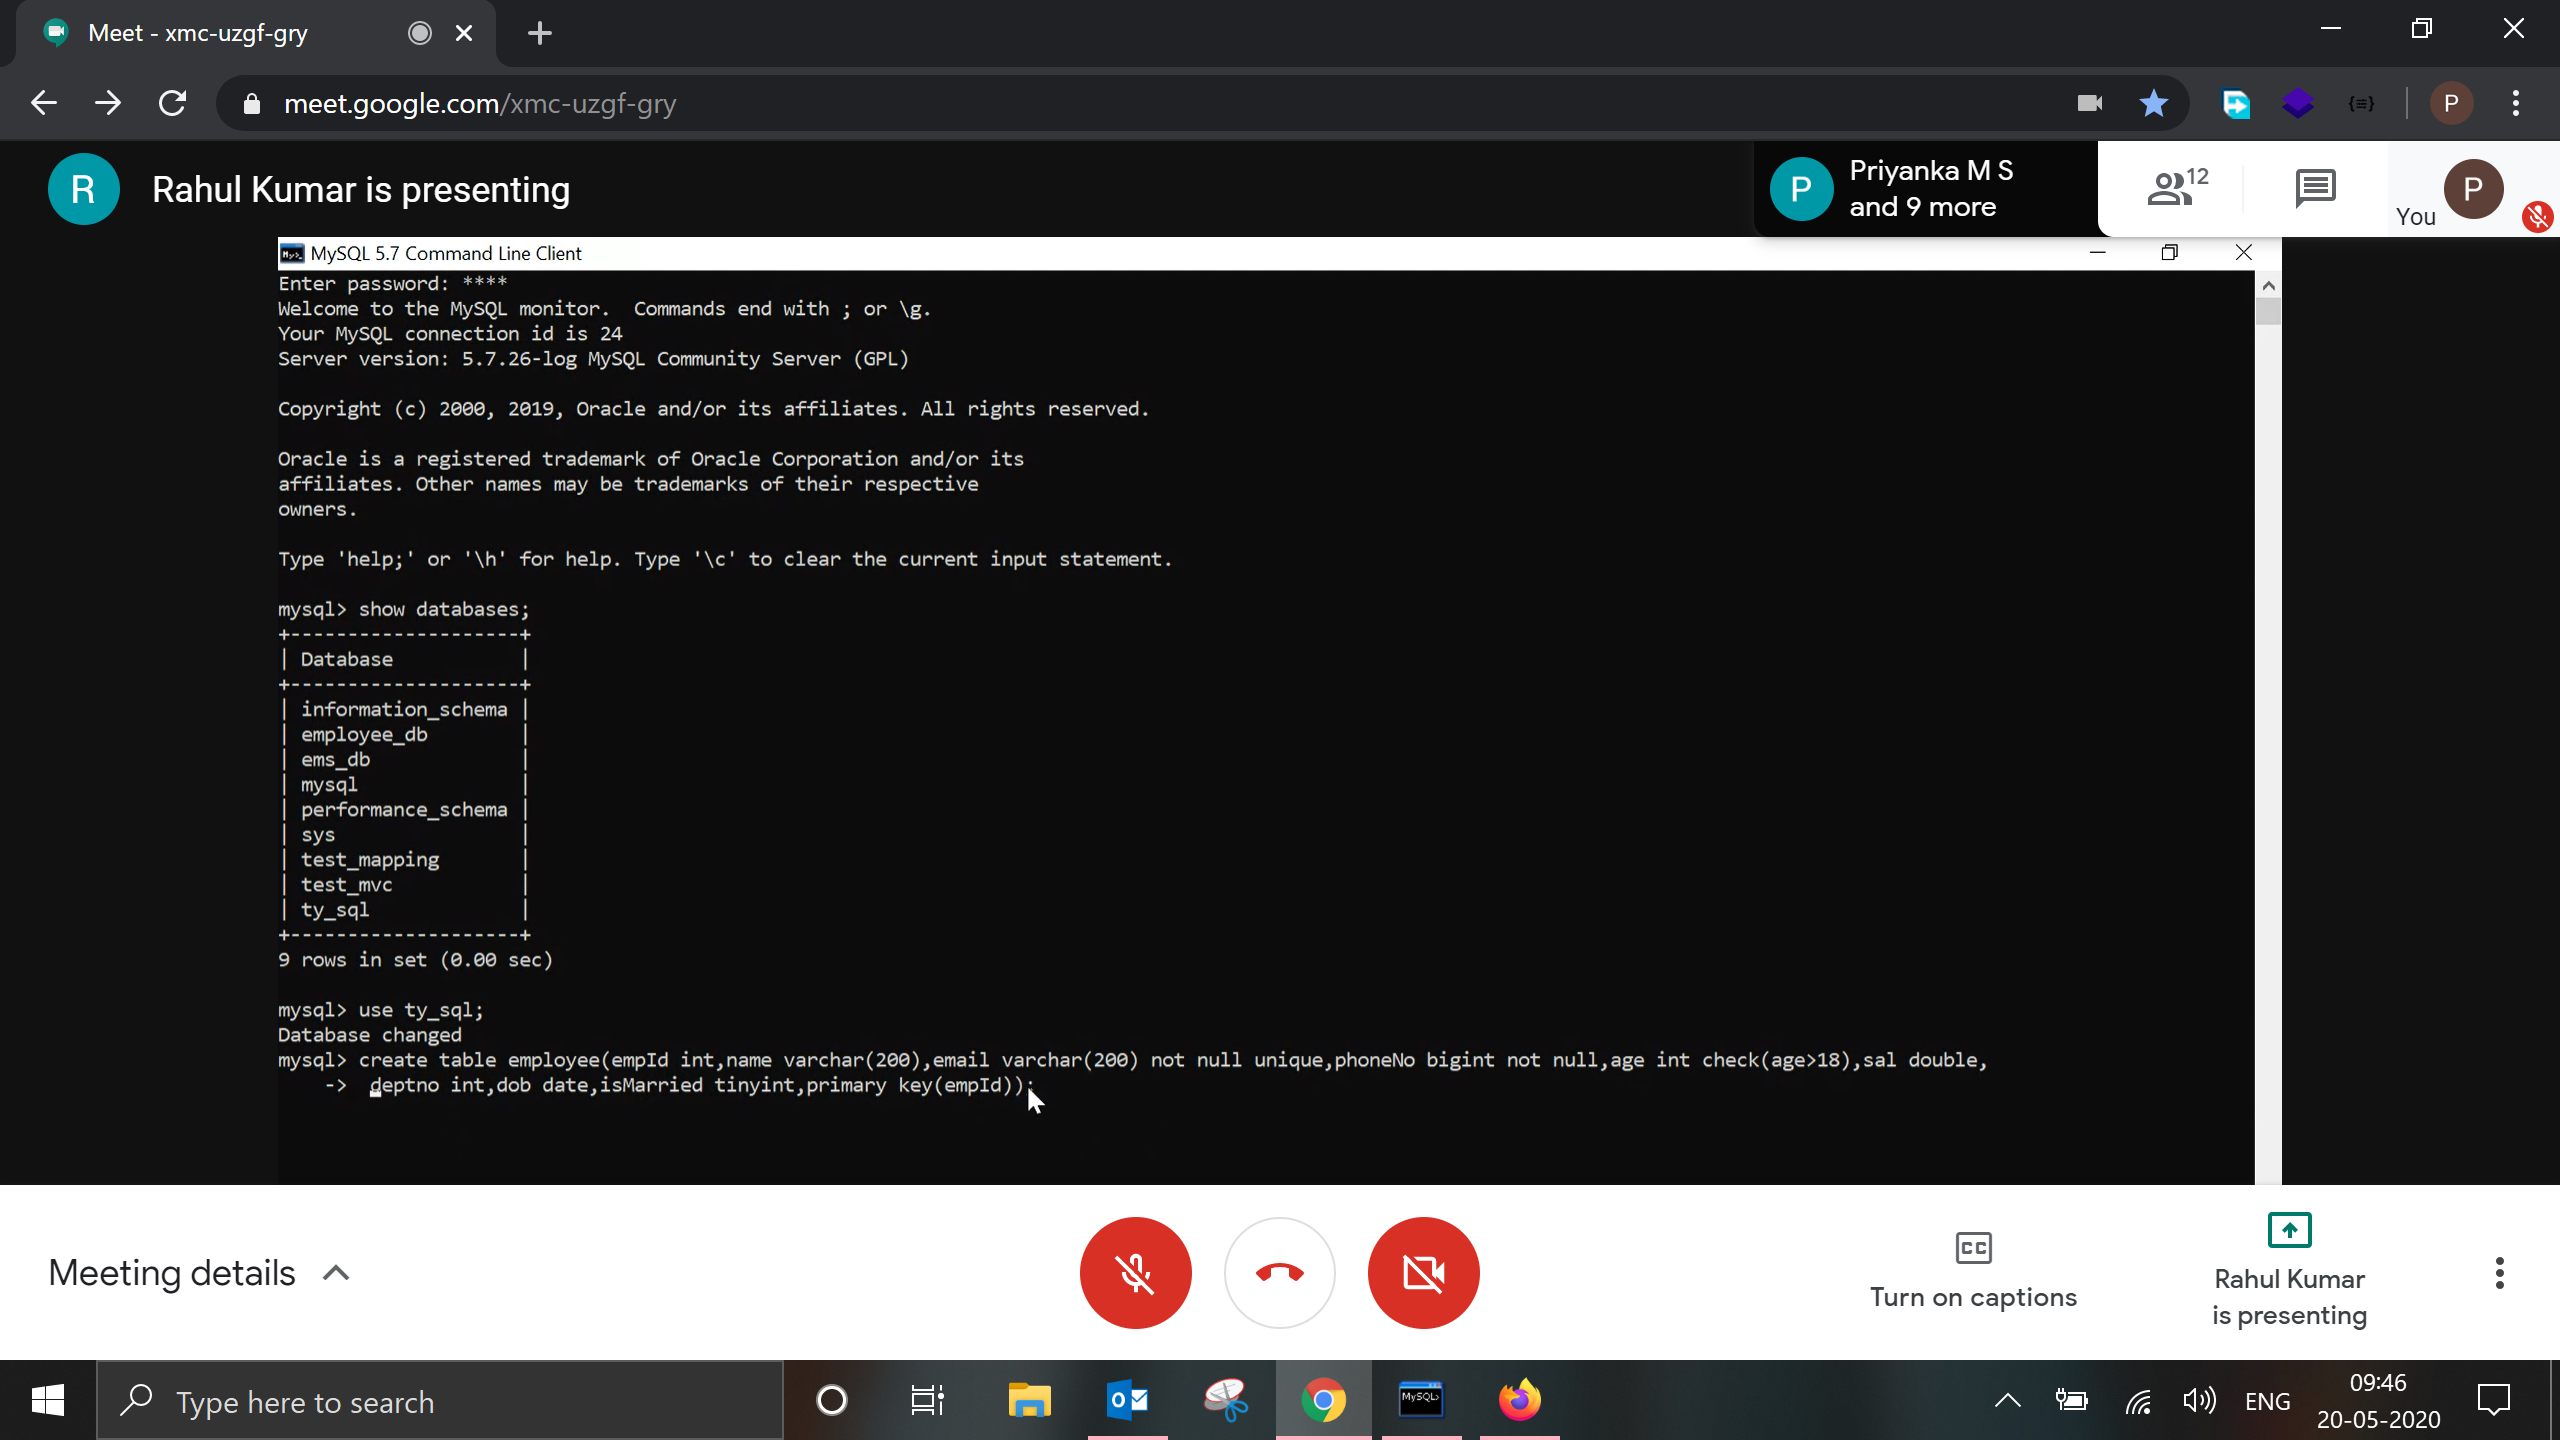 Meet - xmc-uzgf-gry
meet.google.com/xmc-uzgf-gry
P
R
Rahul Kumar is presenting
P
Priyanka M S
and 9 more
12
You
P
MySQL 5.7 Command Line Client
Enter password: ****
Welcome to the MySQL monitor.  Commands end with ; or \g.
Your MySQL connection id is 24
Server version: 5.7.26-log MySQL Community Server (GPL)
Copyright (c) 2000, 2019, Oracle and/or its affiliates. All rights reserved.
Oracle is a registered trademark of Oracle Corporation and/or its
affiliates. Other names may be trademarks of their respective
owners.
Type 'help;' or '\h' for help. Type '\c' to clear the current input statement.
mysql> show databases;
+--------------------+
| Database           |
+--------------------+
| information_schema |
| employee_db        |
| ems_db             |
| mysql              |
| performance_schema |
| sys                |
| test_mapping       |
| test_mvc           |
| ty_sql             |
+--------------------+
9 rows in set (0.00 sec)
mysql> use ty_sql;
Database changed
mysql> create table employee(empId int,name varchar(200),email varchar(200) not null unique,phoneNo bigint not null,age int check(age>18),sal double,
    ->  deptno int,dob date,isMarried tinyint,primary key(empId));
Meeting details
CC
Turn on captions
Rahul Kumar
is presenting
Type here to search
MySQL>
ENG
09:46
20-05-2020